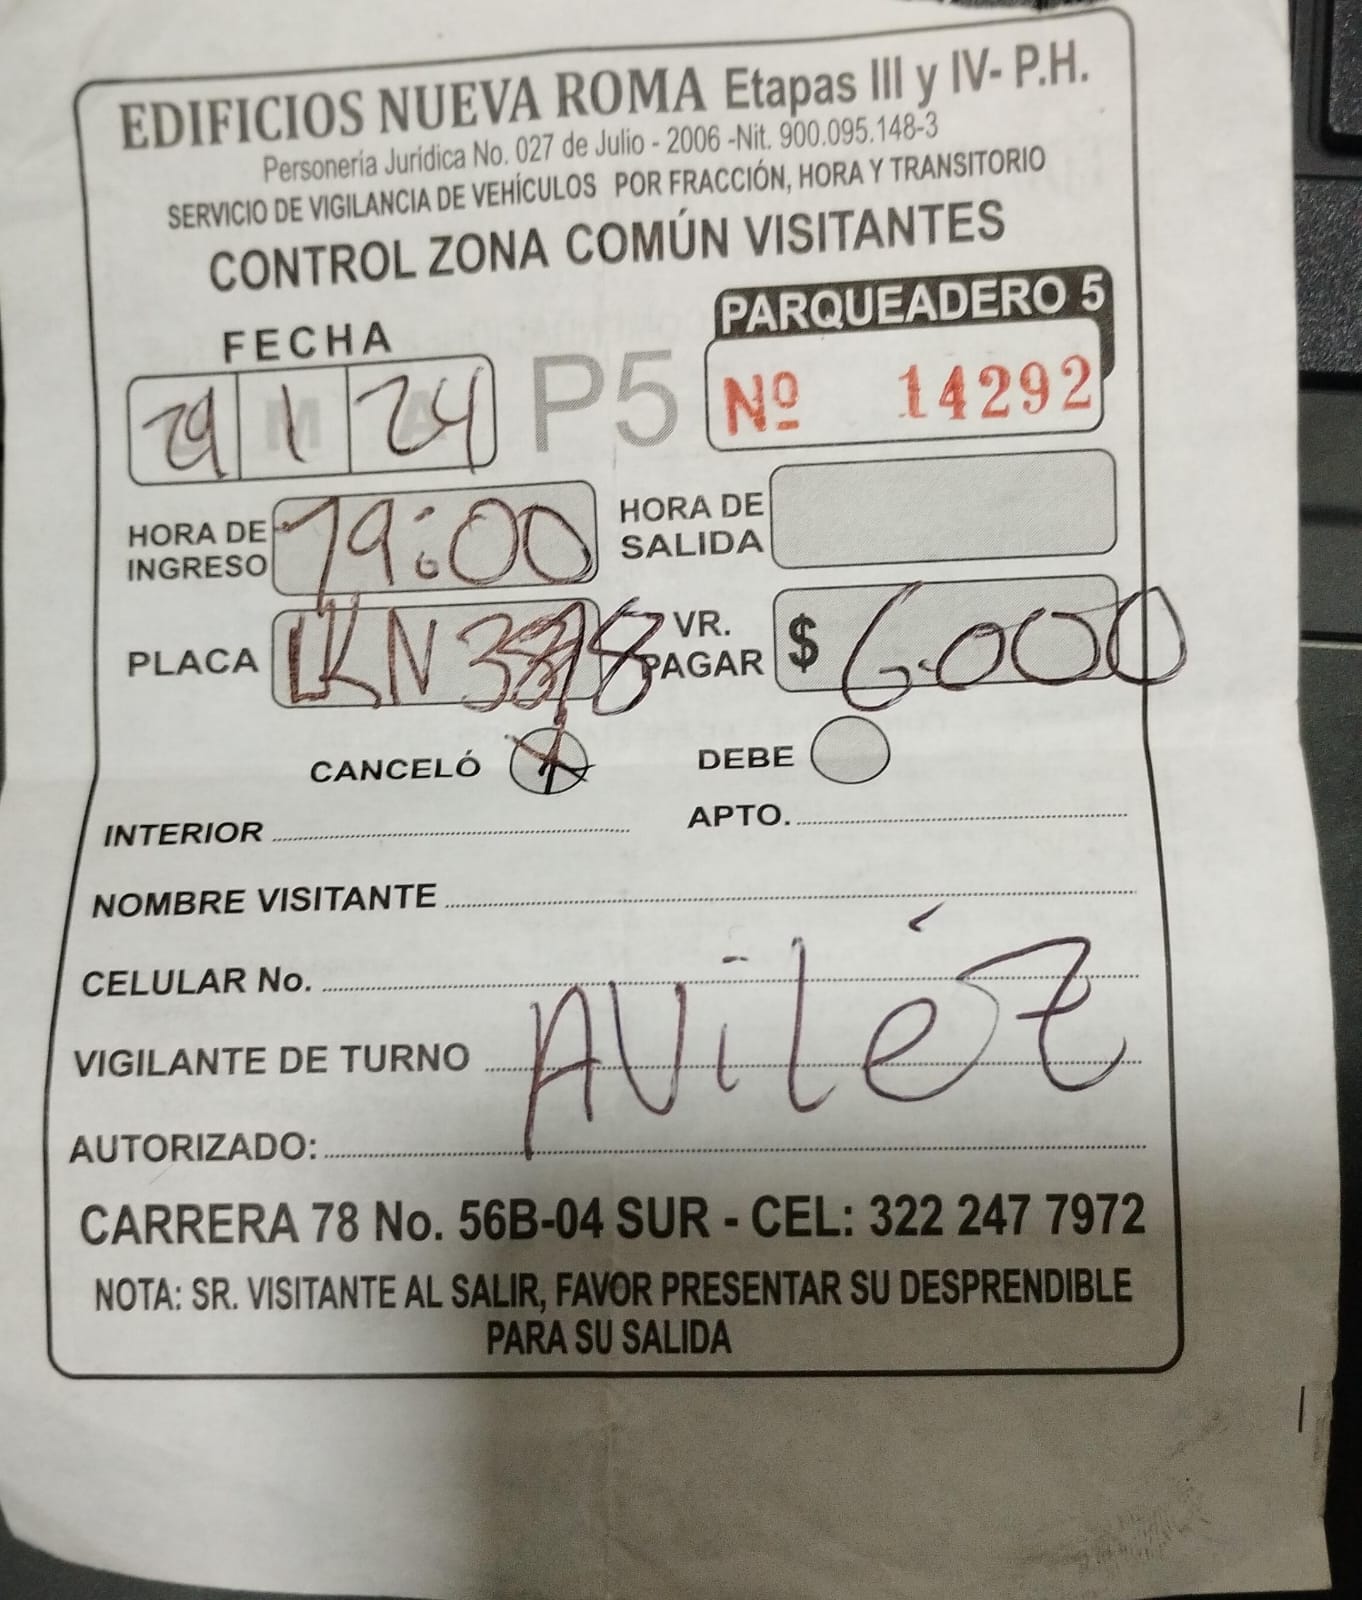 EDIFICIOS NUEVA ROMA Etapas III y IV- P.H.
Personería Jurídica No. 027 de Julio - 2006 -Nit. 900.095.148-3
SERVICIO DE VIGILANCIA DE VEHÍCULOS POR FRACCIÓN, HORA Y TRANSITORIO
CONTROL ZONA COMÚN VISITANTES
FECHA
PARQUEADERO 5
29 1 24
P5
Nº 14292
HORA DE INGRESO 19:00
HORA DE SALIDA
PLACA
VR. PAGAR $ 6.000
CANCELÓ X DEBE
INTERIOR APTO.
NOMBRE VISITANTE
CELULAR No.
VIGILANTE DE TURNO AViléz
AUTORIZADO:
CARRERA 78 No. 56B-04 SUR - CEL: 322 247 7972
NOTA: SR. VISITANTE AL SALIR, FAVOR PRESENTAR SU DESPRENDIBLE
PARA SU SALIDA